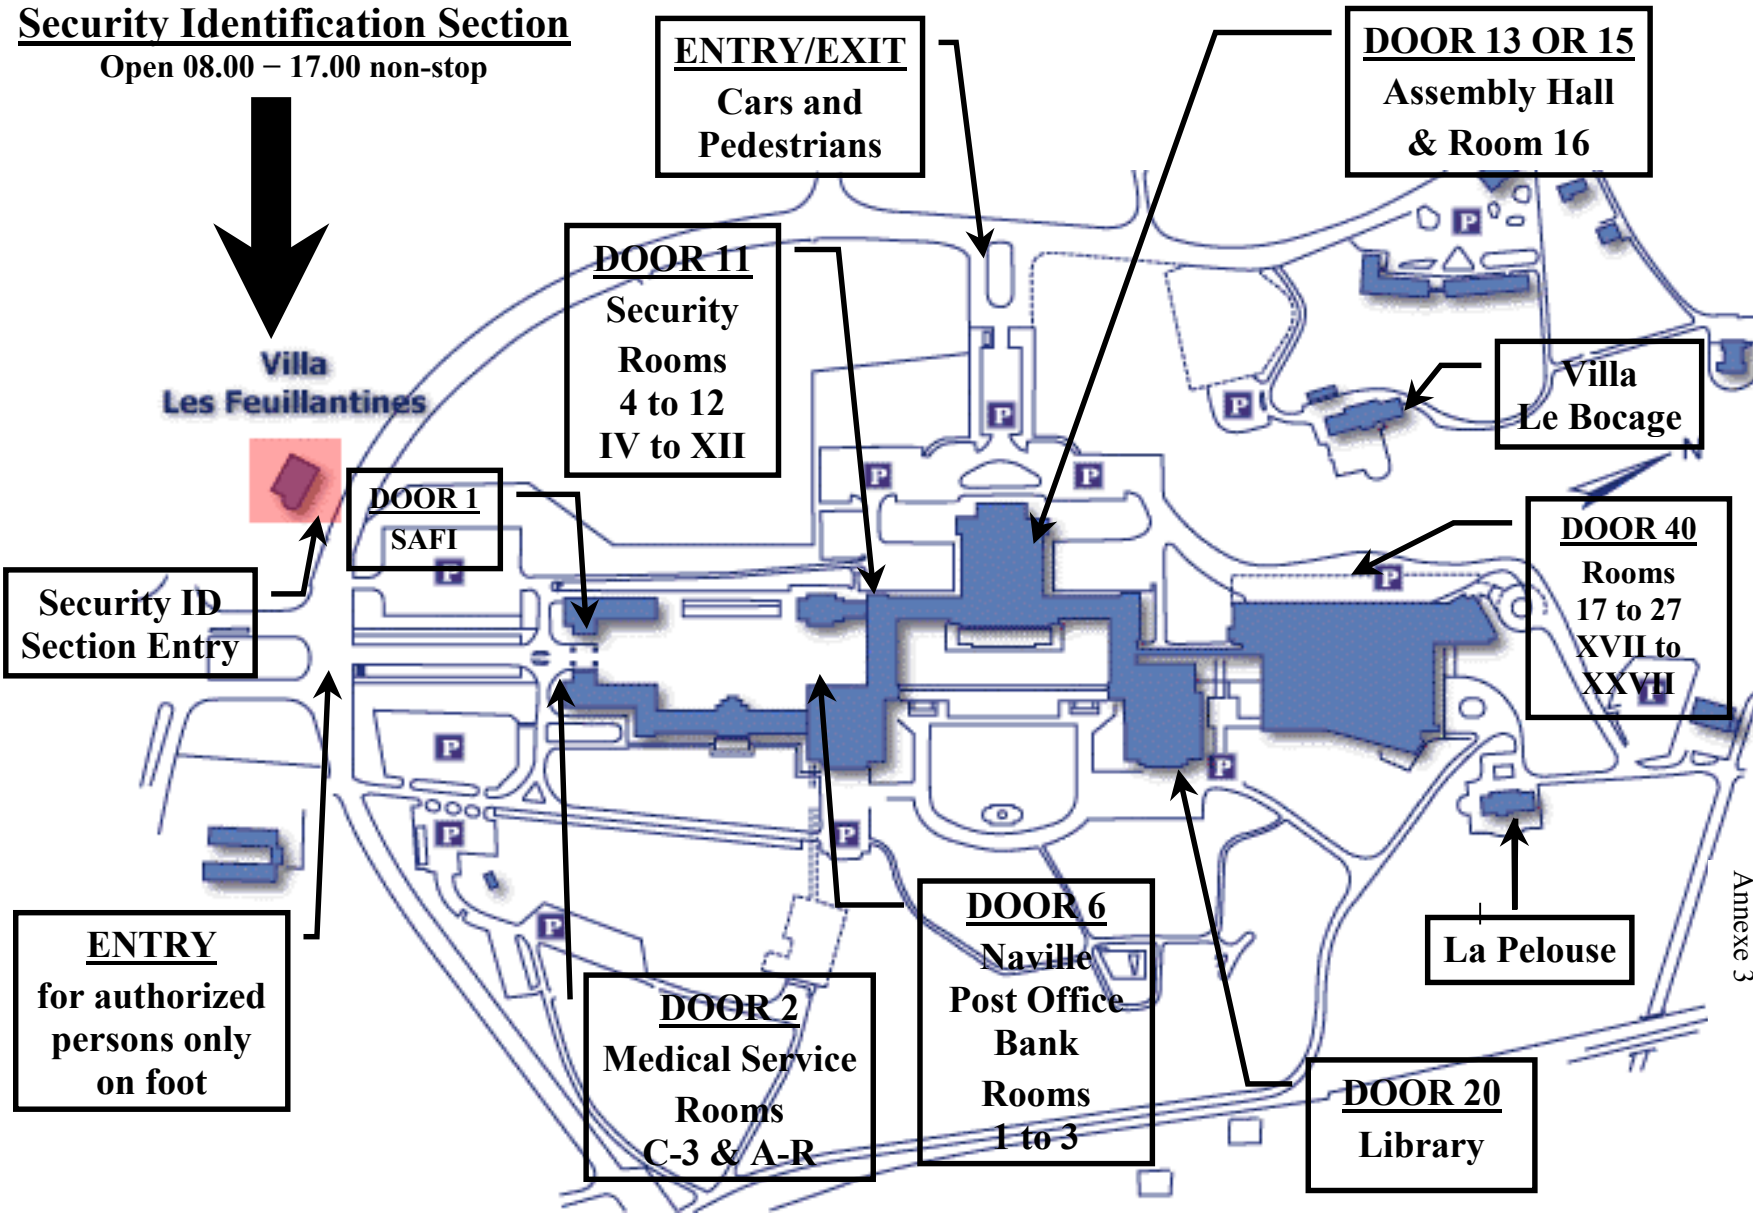 Security Identification Section
Open 08.00 – 17.00 non-stop
ENTRY/EXIT
Cars and
Pedestrians
DOOR 13 OR 15
Assembly Hall
& Room 16
DOOR 11
Security
Rooms
4 to 12
IV to XII
Villa
Les Feuillantines
Villa
Le Bocage
N
DOOR 1
SAFI
DOOR 40
Rooms
17 to 27
XVII to
XXVII
Security ID
Section Entry
P
P
P
P
P
P
P
P
P
P
P
P
ENTRY
for authorized
persons only
on foot
DOOR 2
Medical Service
Rooms
C-3 & A-R
DOOR 6
Naville
Post Office
Bank
Rooms
1 to 3
La Pelouse
DOOR 20
Library
Annexe 3